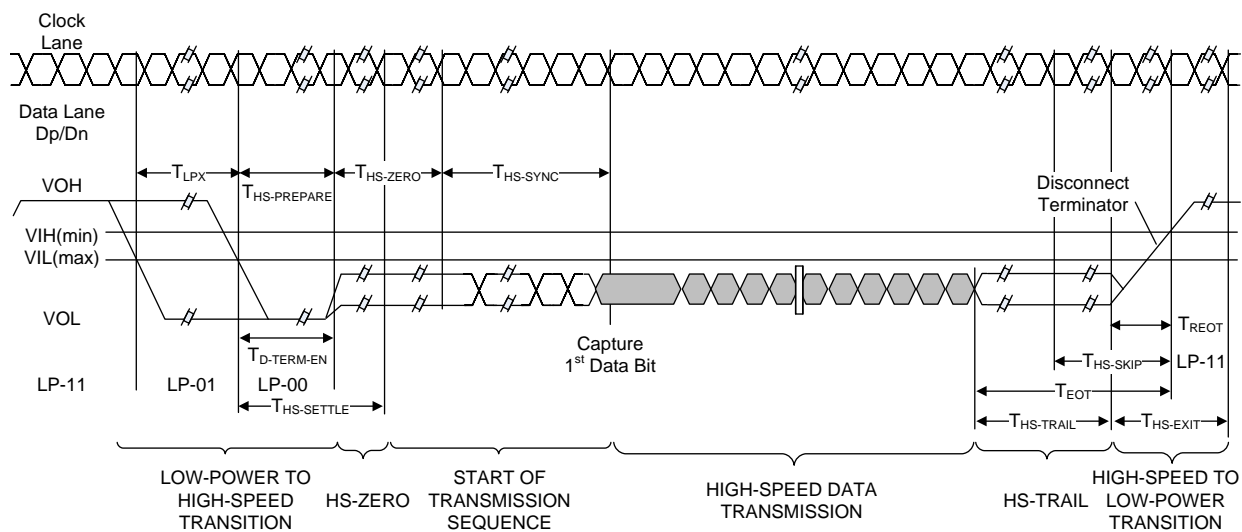 Clock
Lane
Data Lane
Dp/Dn
TLPX
THS-PREPARE
THS-ZERO
THS-SYNC
VOH
Disconnect
Terminator
VIH(min)
VIL(max)
VOL
TD-TERM-EN
Capture
1st Data Bit
TREOT
THS-SKIP
LP-11
LP-11
LP-01
LP-00
TEOT
THS-SETTLE
THS-TRAIL
THS-EXIT
LOW-POWER TO
HIGH-SPEED
TRANSITION
HS-ZERO
START OF
TRANSMISSION
SEQUENCE
HIGH-SPEED DATA
TRANSMISSION
HS-TRAIL
HIGH-SPEED TO
LOW-POWER
TRANSITION